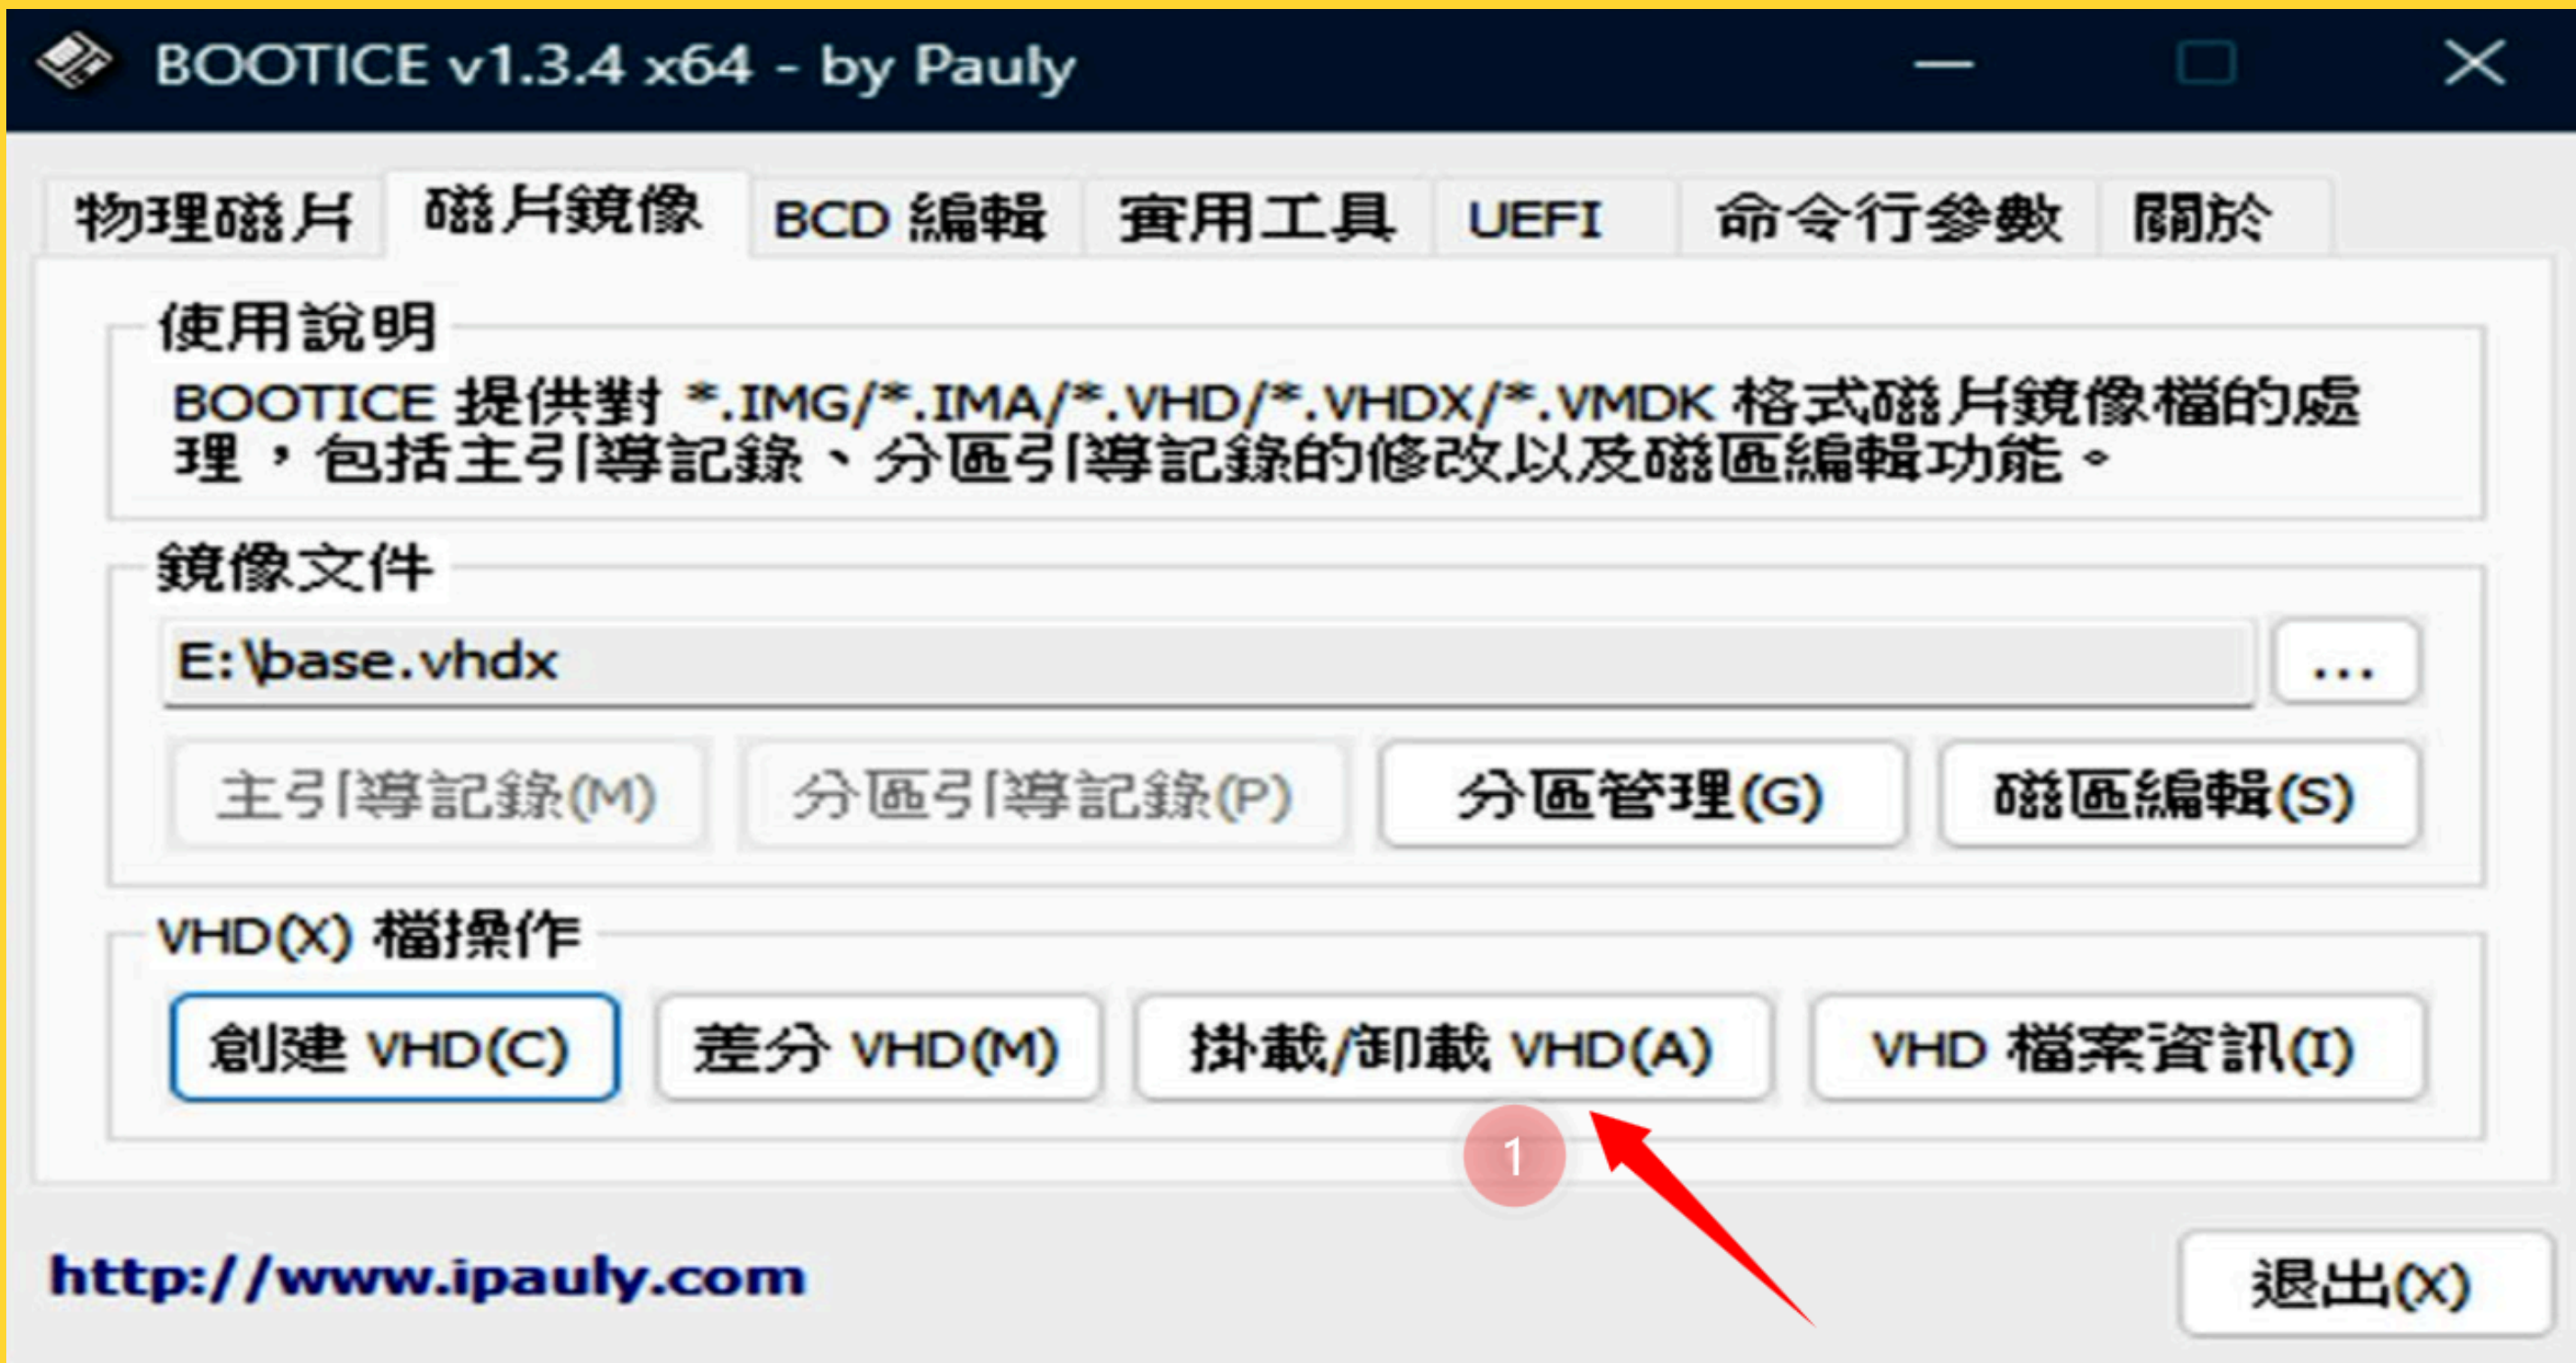 BOOTICE v1.3.4 x64 - by Pauly
物理磁片 磁片鏡像 BCD 編輯 實用工具 UEFI 命令行參數 關於
使用說明
BOOTICE 提供對 *.IMG/*.IMA/*.VHD/*.VHDX/*.VMDK 格式磁片鏡像檔的處
理，包括主引導記錄、分區引導記錄的修改以及磁區編輯功能。
鏡像文件
E:\base.vhdx ...
主引導記錄(M) 分區引導記錄(P) 分區管理(G) 磁區編輯(S)
VHD(X) 檔操作
創建 VHD(C) 差分 VHD(M) 掛載/卸載 VHD(A) VHD 檔案資訊(I)
1
http://www.ipauly.com 退出(X)